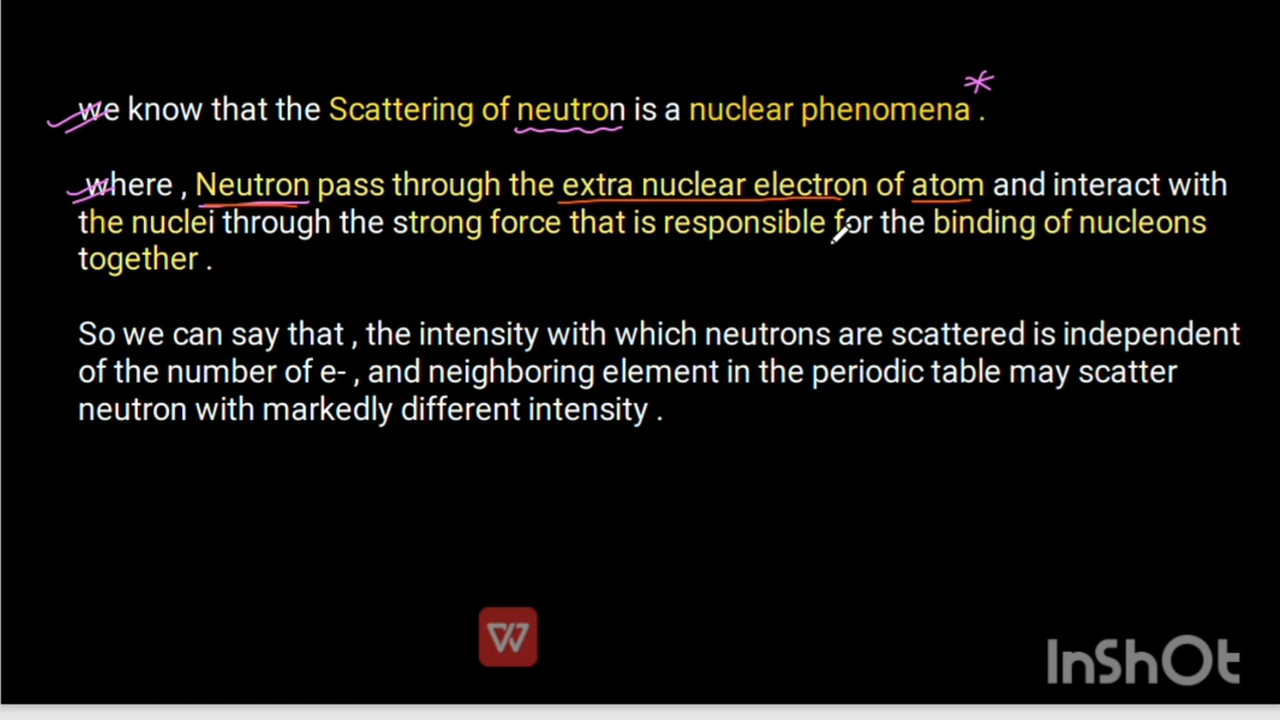 we know that the Scattering of neutron is a nuclear phenomena .
where , Neutron pass through the extra nuclear electron of atom and interact with
the nuclei through the strong force that is responsible for the binding of nucleons
together .
So we can say that , the intensity with which neutrons are scattered is independent
of the number of e- , and neighboring element in the periodic table may scatter
neutron with markedly different intensity .
W
InShOt